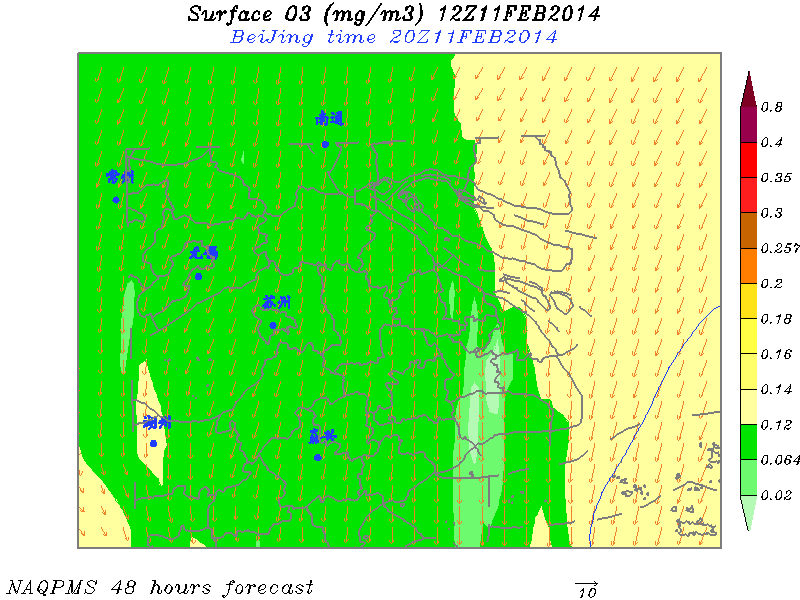 Surface O3 (mg/m3) 12Z11FEB2014
BeiJing time 20Z11FEB2014
南通
常州
无锡
苏州
湖州
嘉兴
0.8
0.4
0.35
0.3
0.257
0.2
0.18
0.16
0.14
0.12
0.064
0.02
NAQPMS 48 hours forecast
10